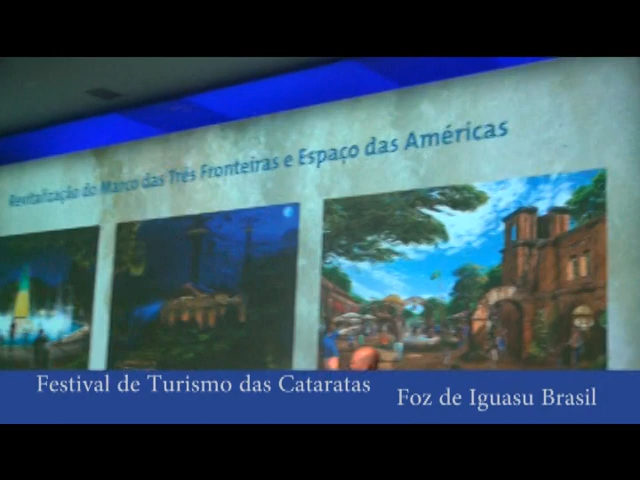 Revitalização do Marco das Três Fronteiras e Espaço das Américas
Festival de Turismo das Cataratas
Foz de Iguasu Brasil